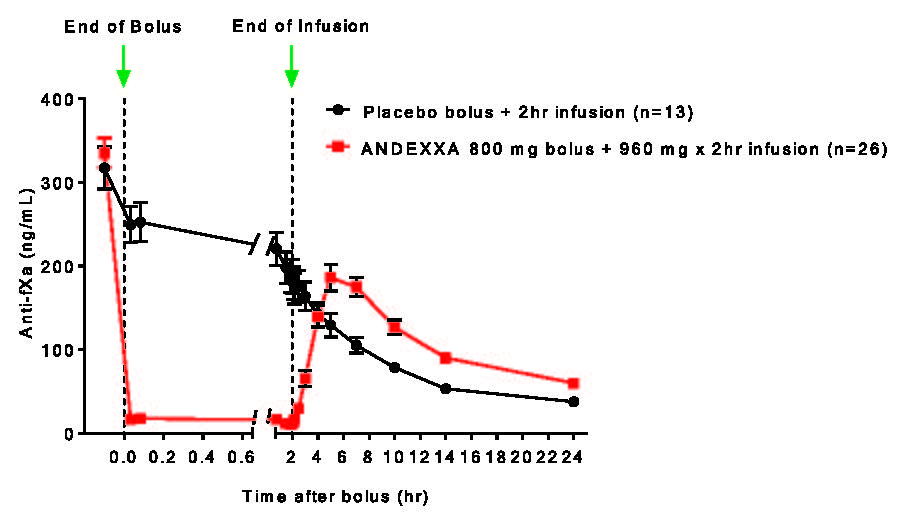 End of Bolus End of Infusion
400
Placebo bolus + 2hr infusion (n=13)
ANDEXXA 800 mg bolus + 960 mg x 2hr infusion (n=26)
300
200
100
0
Anti-fXa (ng/mL)
0.0 0.2 0.4 0.6 2 4 6 8 10 12 14 16 18 20 22 24
Time after bolus (hr)